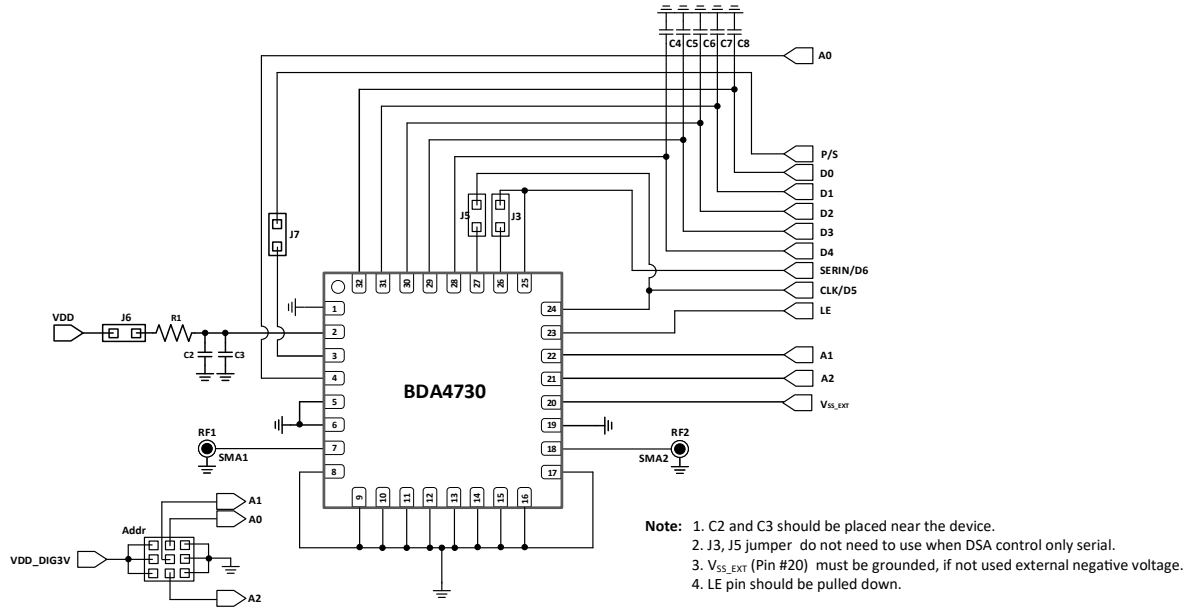 C4 C5 C6 C7 C8
A0
P/S
D0
D1
D2
J5 J3
D3
J7
D4
SERIN/D6
32 31 30 29 28 27 26 25
CLK/D5
1
24
LE
VDD
J6
R1
2
23
C2 C3
3
22
A1
4
21
A2
BDA4730
5
20
VSS_EXT
6
19
RF1
7
18
RF2
SMA1
SMA2
8
17
9 10 11 12 13 14 15 16
A1
Addr
A0
VDD_DIG3V
A2
Note: 1. C2 and C3 should be placed near the device.
2. J3, J5 jumper do not need to use when DSA control only serial.
3. VSS_EXT (Pin #20) must be grounded, if not used external negative voltage.
4. LE pin should be pulled down.